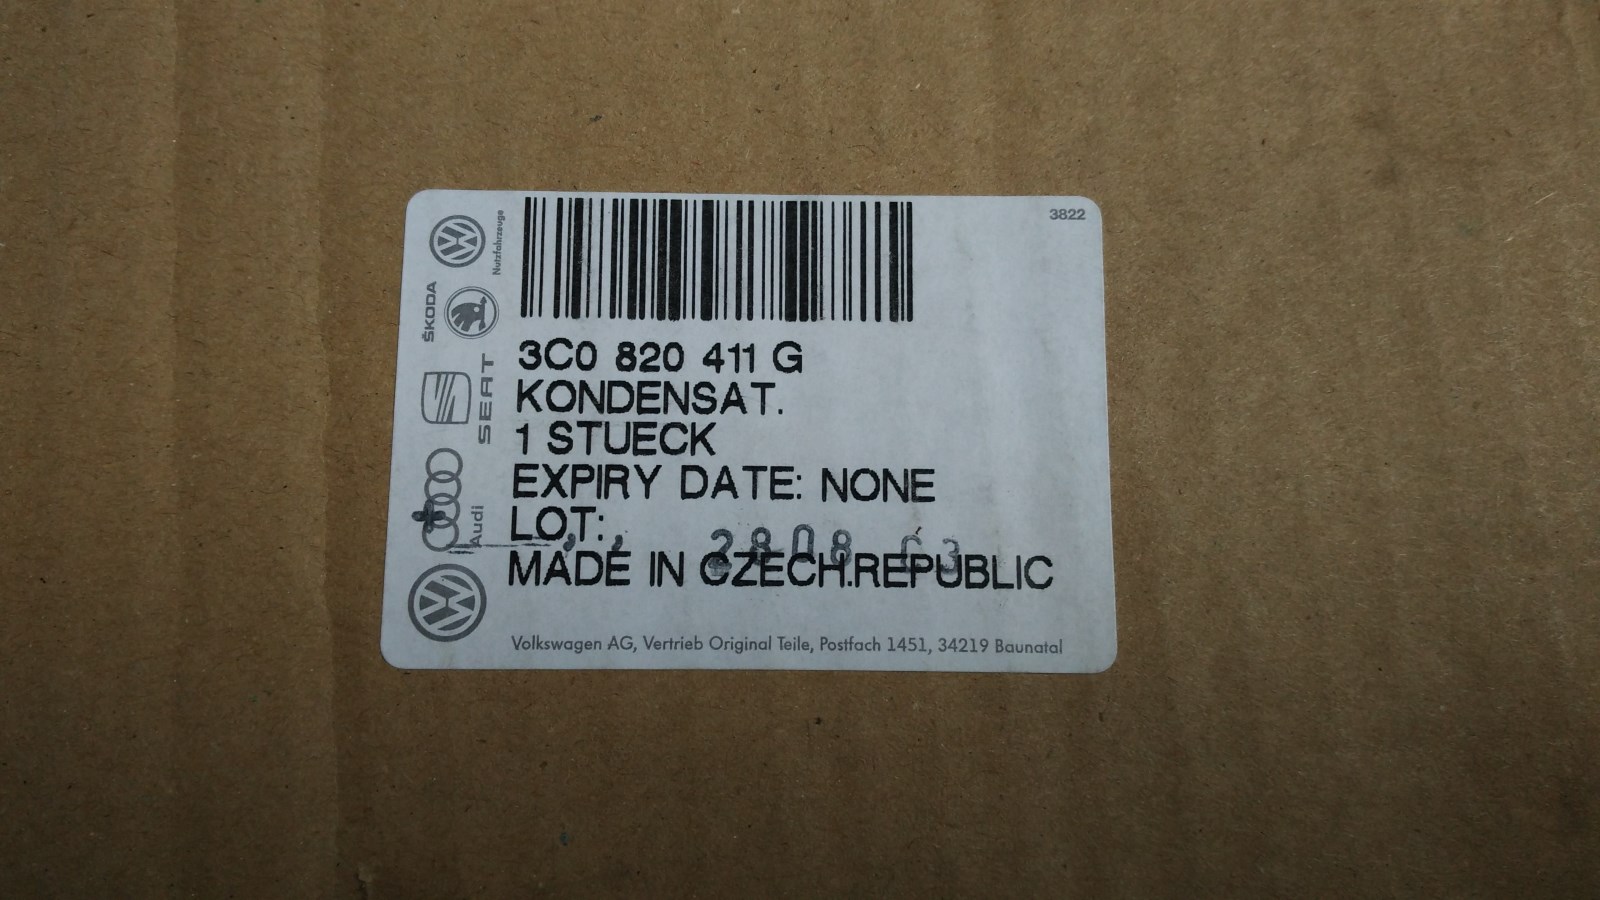 3822
Nutzfahrzeuge
ŠKODA
SEAT
Audi
3C0 820 411 G
KONDENSAT.
1 STUECK
EXPIRY DATE: NONE
LOT:
2808 C3
MADE IN CZECH.REPUBLIC
Volkswagen AG, Vertrieb Original Teile, Postfach 1451, 34219 Baunatal